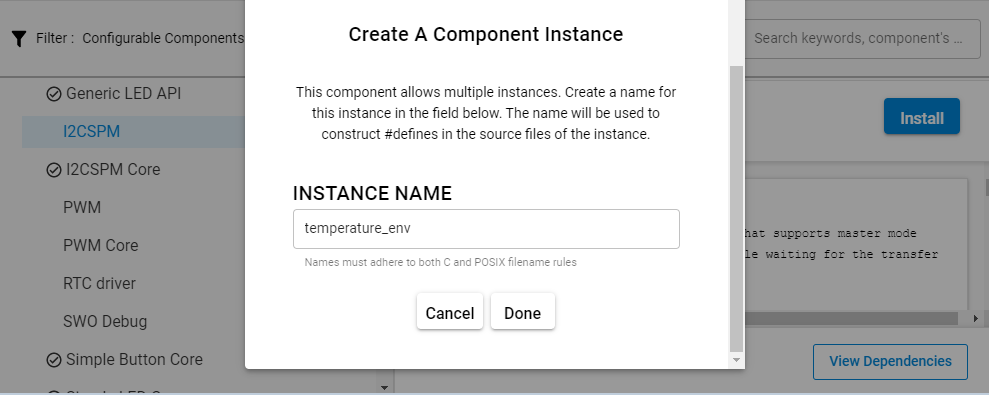 Create A Component Instance
Filter : Configurable Components
Search keywords, component's ...
This component allows multiple instances. Create a name for
this instance in the field below. The name will be used to
construct #defines in the source files of the instance.
Generic LED API
I2CSPM
I2CSPM Core
PWM
PWM Core
RTC driver
SWO Debug
Simple Button Core
Install
INSTANCE NAME
temperature_env
Names must adhere to both C and POSIX filename rules
Cancel
Done
hat supports master mode
le waiting for the transfer
View Dependencies